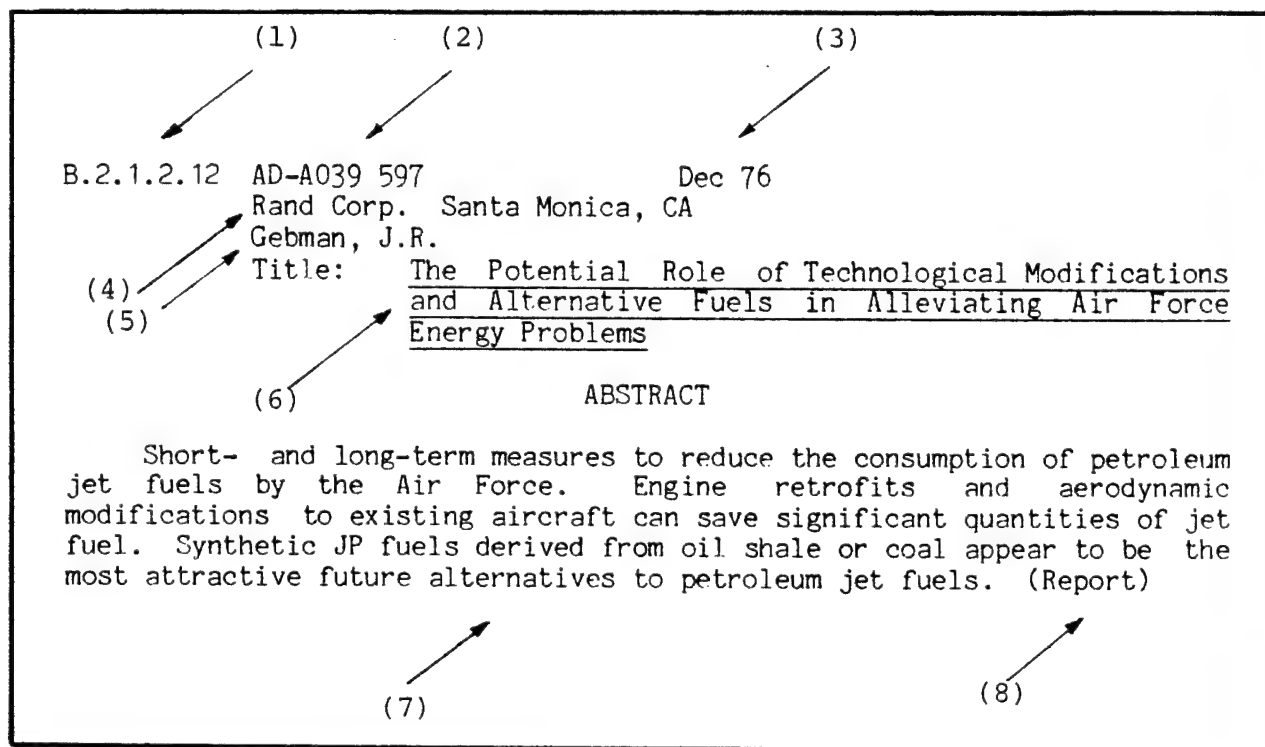 (1) (2) (3)
B.2.1.2.12 AD-A039 597 Dec 76
Rand Corp. Santa Monica, CA
Gebman, J.R.
(4) Title: The Potential Role of Technological Modifications
(5) and Alternative Fuels in Alleviating Air Force
Energy Problems
(6) ABSTRACT
Short- and long-term measures to reduce the consumption of petroleum
jet fuels by the Air Force. Engine retrofits and aerodynamic
modifications to existing aircraft can save significant quantities of jet
fuel. Synthetic JP fuels derived from oil shale or coal appear to be the
most attractive future alternatives to petroleum jet fuels. (Report)
(7) (8)